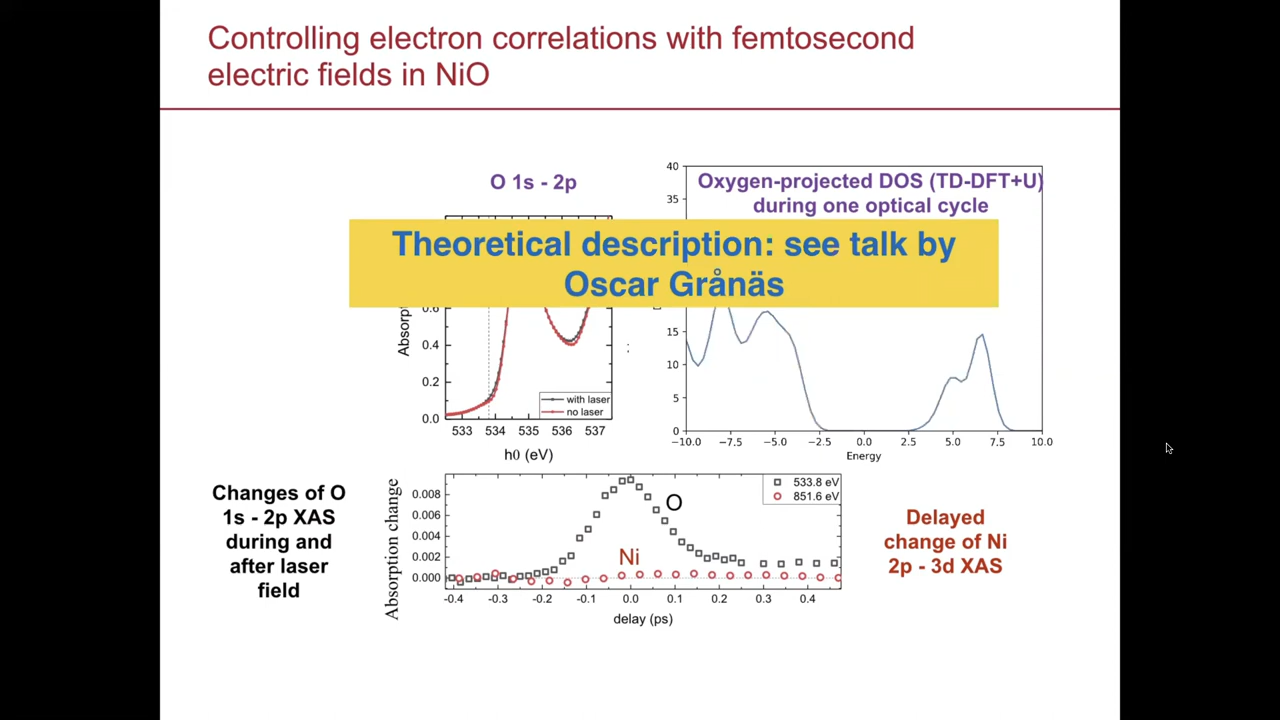 Controlling electron correlations with femtosecond
electric fields in NiO
O 1s - 2p
Oxygen-projected DOS (TD-DFT+U)
during one optical cycle
Theoretical description: see talk by
Oscar Grånäs
0.6
0.4
0.2
0.0
with laser
no laser
533 534 535 536 537
hθ (eV)
40
35
15
10
5
0
−10.0 −7.5 −5.0 −2.5 0.0 2.5 5.0 7.5 10.0
Energy
Changes of O
1s - 2p XAS
during and
after laser
field
Absorption change
0.008
0.006
0.004
0.002
0.000
533.8 eV
851.6 eV
O
Ni
-0.4 -0.3 -0.2 -0.1 0.0 0.1 0.2 0.3 0.4
delay (ps)
Delayed
change of Ni
2p - 3d XAS